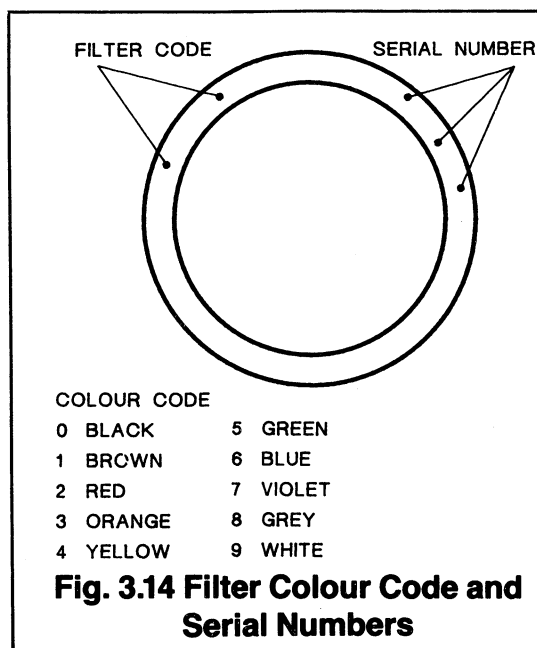 FILTER CODE SERIAL NUMBER
COLOUR CODE
0 BLACK 5 GREEN
1 BROWN 6 BLUE
2 RED 7 VIOLET
3 ORANGE 8 GREY
4 YELLOW 9 WHITE
Fig. 3.14 Filter Colour Code and
Serial Numbers